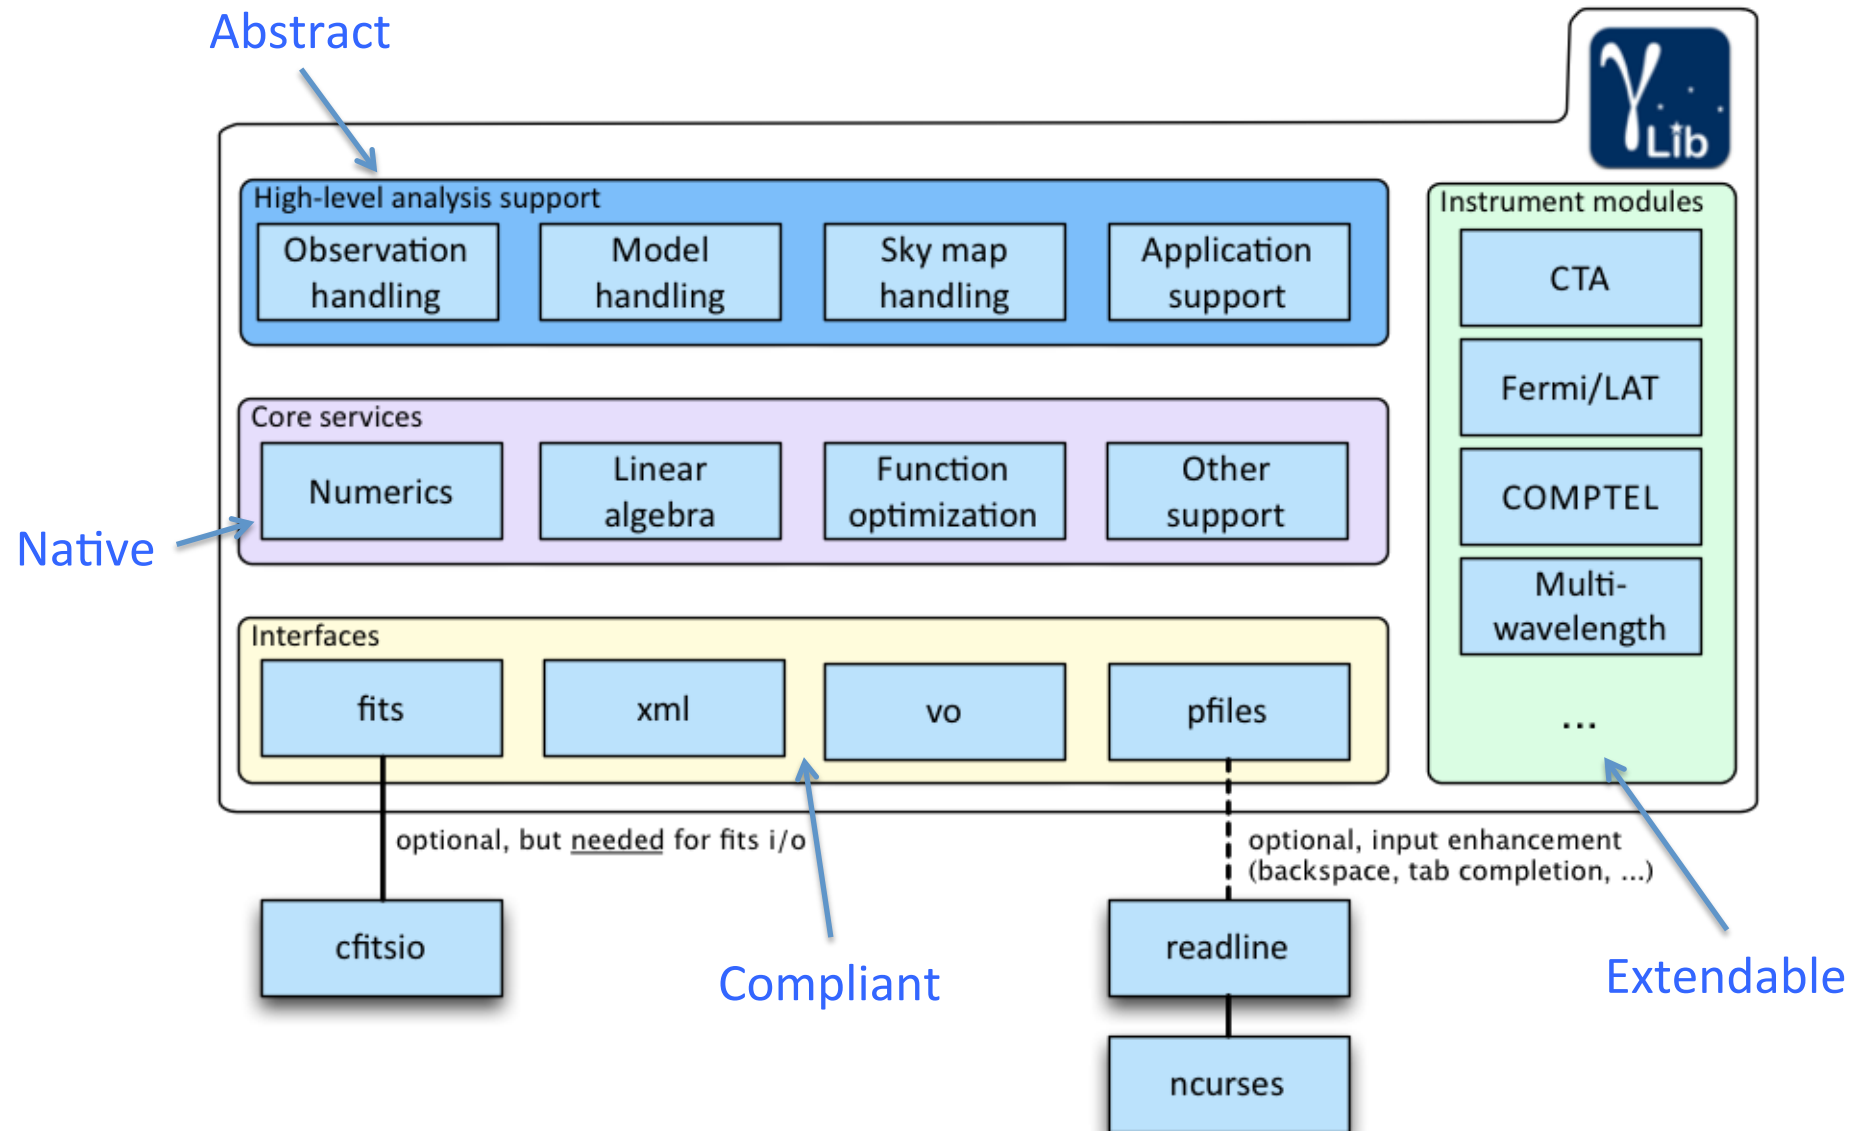 Abstract
γ
Lib
High-level analysis support
Observation
handling
Model
handling
Sky map
handling
Application
support
Instrument modules
CTA
Fermi/LAT
COMPTEL
Multi-
wavelength
...
Core services
Numerics
Linear
algebra
Function
optimization
Other
support
Native
Interfaces
fits
xml
vo
pfiles
optional, but needed for fits i/o
optional, input enhancement
(backspace, tab completion, ...)
cfitsio
readline
ncurses
Compliant
Extendable